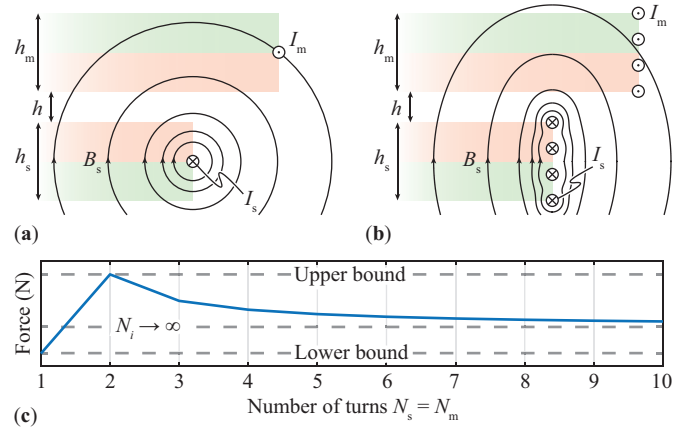 h_m
h
h_s
B_s
I_m
I_s
(a)
h_m
h
h_s
B_s
I_m
I_s
(b)
Force (N)
Upper bound
N_i → ∞
Lower bound
1 2 3 4 5 6 7 8 9 10
Number of turns N_s = N_m
(c)